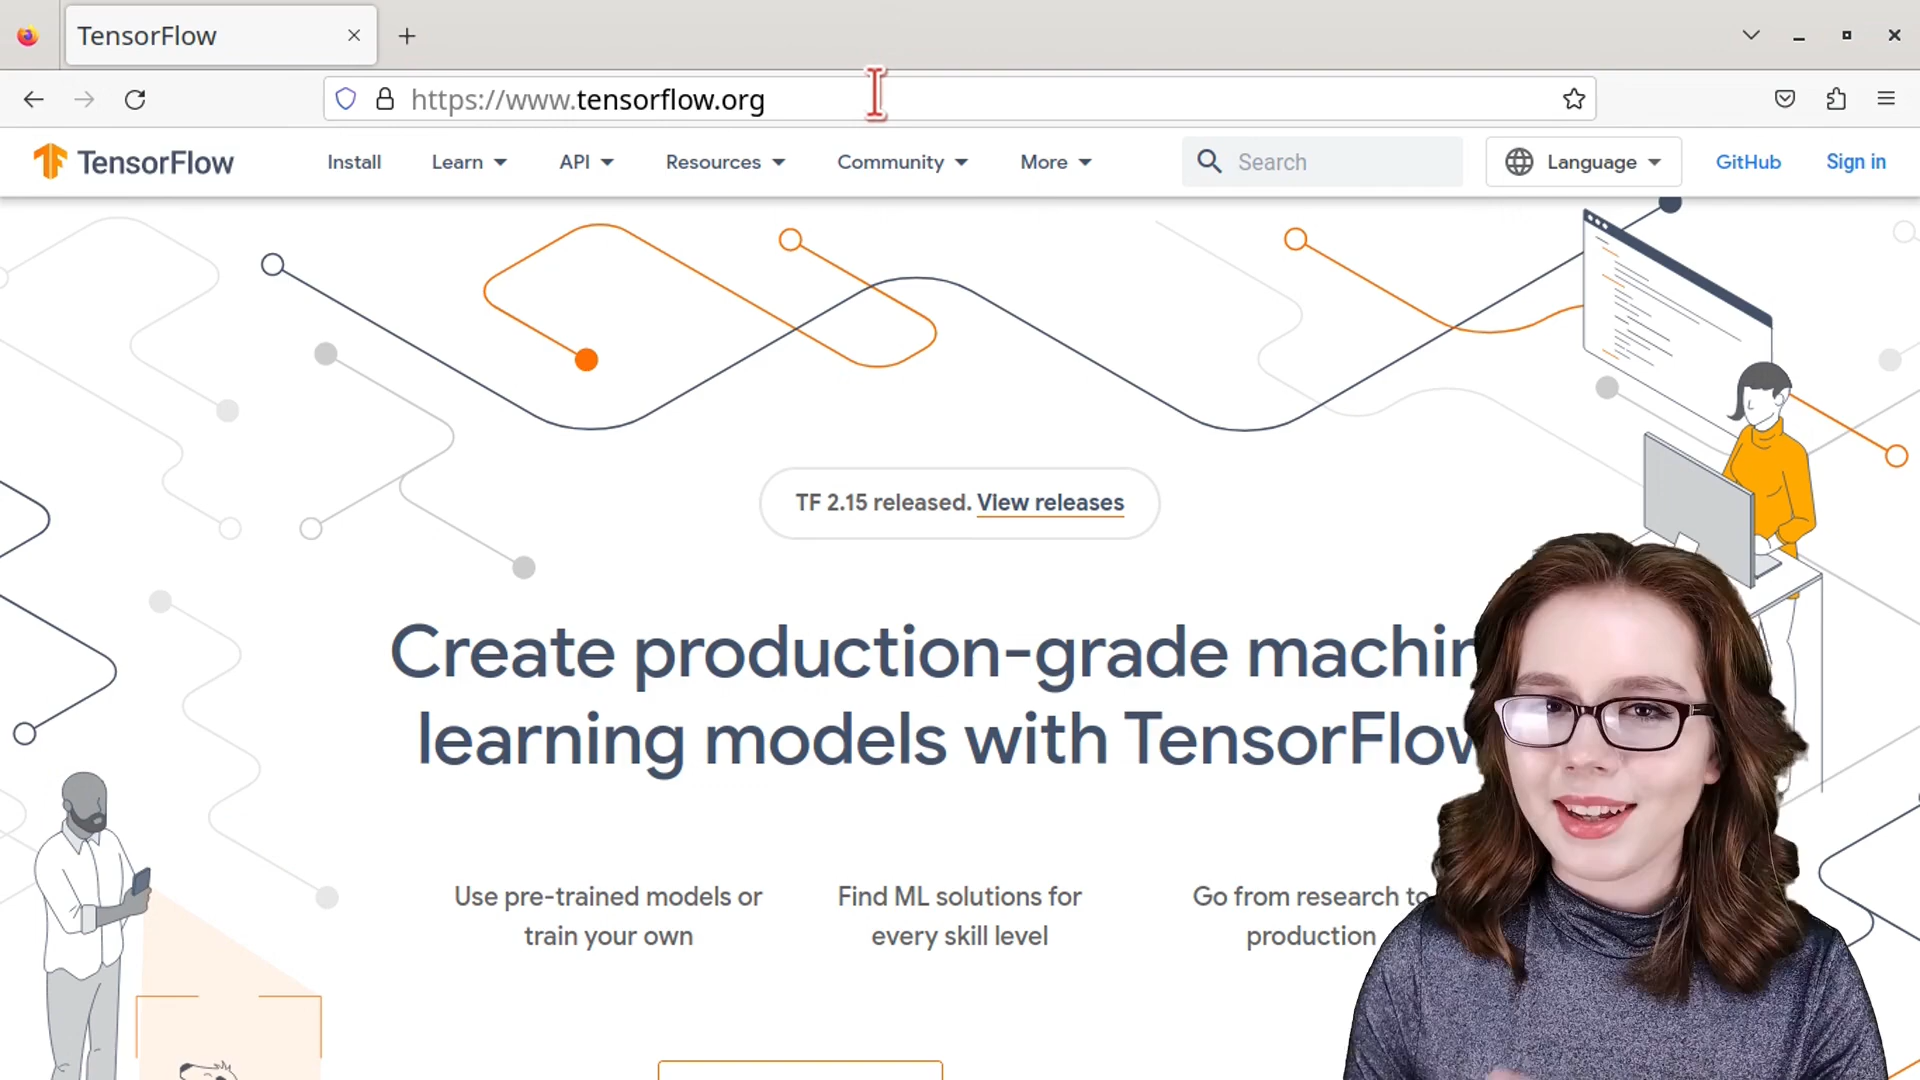 TensorFlow
https://www.tensorflow.org
TensorFlow Install Learn API Resources Community More Search Language GitHub Sign in
TF 2.15 released. View releases
Create production-grade machin
learning models with TensorFlow
Use pre-trained models or
train your own
Find ML solutions for
every skill level
Go from research to
production